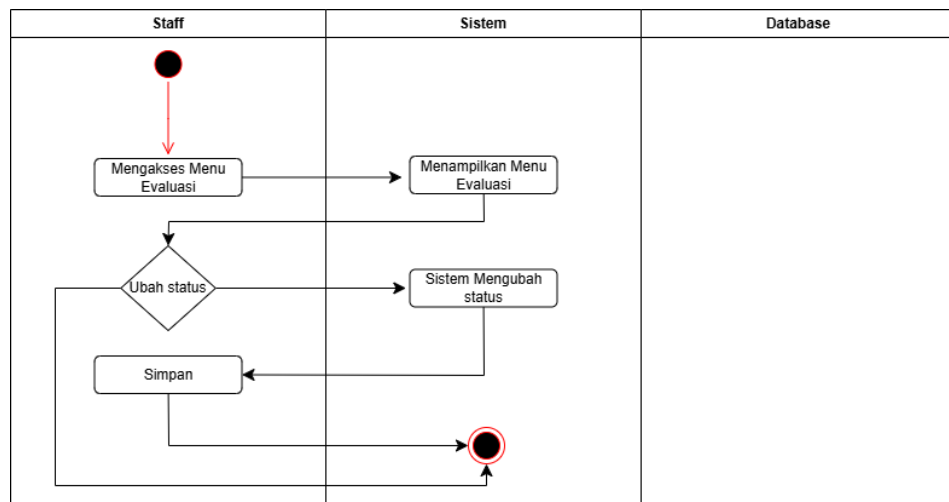 Staff
Sistem
Database
Mengakses Menu
Evaluasi
Menampilkan Menu
Evaluasi
Ubah status
Sistem Mengubah
status
Simpan